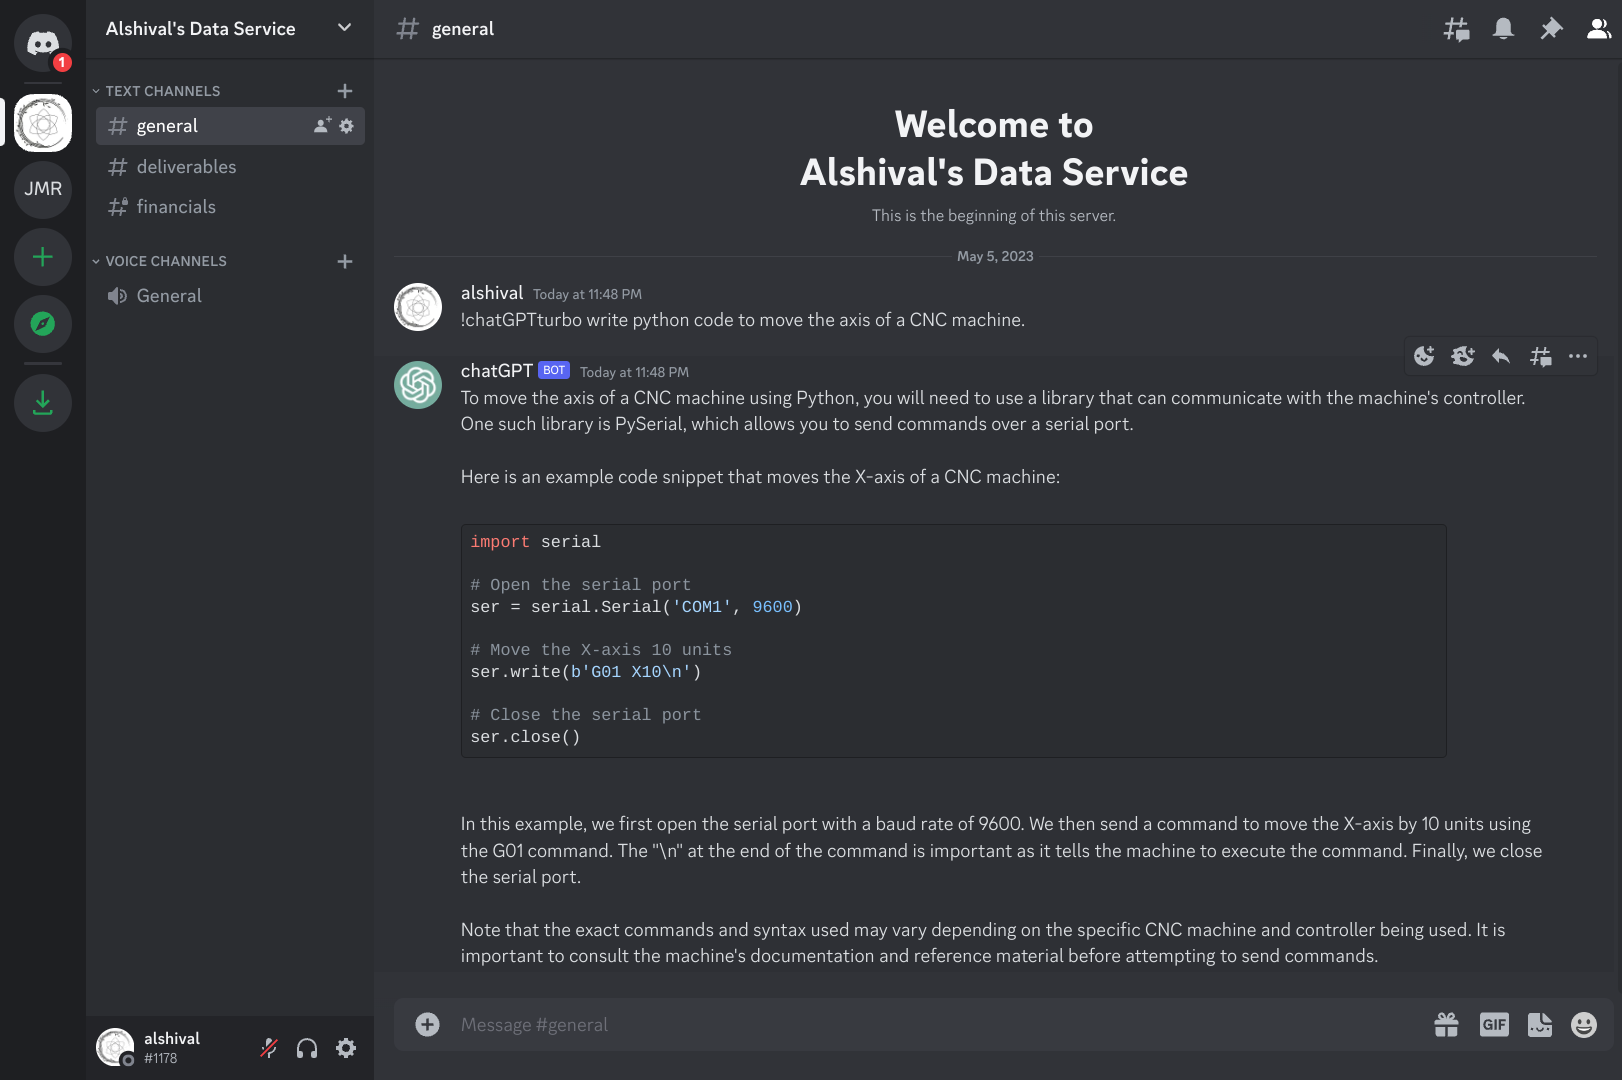 Alshival's Data Service
general
1
TEXT CHANNELS
general
deliverables
financials
JMR
VOICE CHANNELS
General
Welcome to
Alshival's Data Service
This is the beginning of this server.
May 5, 2023
alshival Today at 11:48 PM
!chatGPTturbo write python code to move the axis of a CNC machine.
chatGPT BOT Today at 11:48 PM
To move the axis of a CNC machine using Python, you will need to use a library that can communicate with the machine's controller.
One such library is PySerial, which allows you to send commands over a serial port.
Here is an example code snippet that moves the X-axis of a CNC machine:
import serial
# Open the serial port
ser = serial.Serial('COM1', 9600)
# Move the X-axis 10 units
ser.write(b'G01 X10\n')
# Close the serial port
ser.close()
In this example, we first open the serial port with a baud rate of 9600. We then send a command to move the X-axis by 10 units using
the G01 command. The "\n" at the end of the command is important as it tells the machine to execute the command. Finally, we close
the serial port.
Note that the exact commands and syntax used may vary depending on the specific CNC machine and controller being used. It is
important to consult the machine's documentation and reference material before attempting to send commands.
Message #general
GIF
alshival
#1178